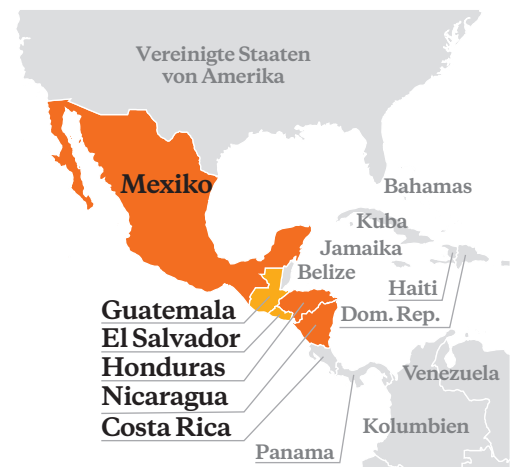 Vereinigte Staaten
von Amerika
Mexiko
Bahamas
Kuba
Jamaika
Belize
Haiti
Guatemala
Dom. Rep.
El Salvador
Honduras
Nicaragua
Venezuela
Costa Rica
Kolumbien
Panama